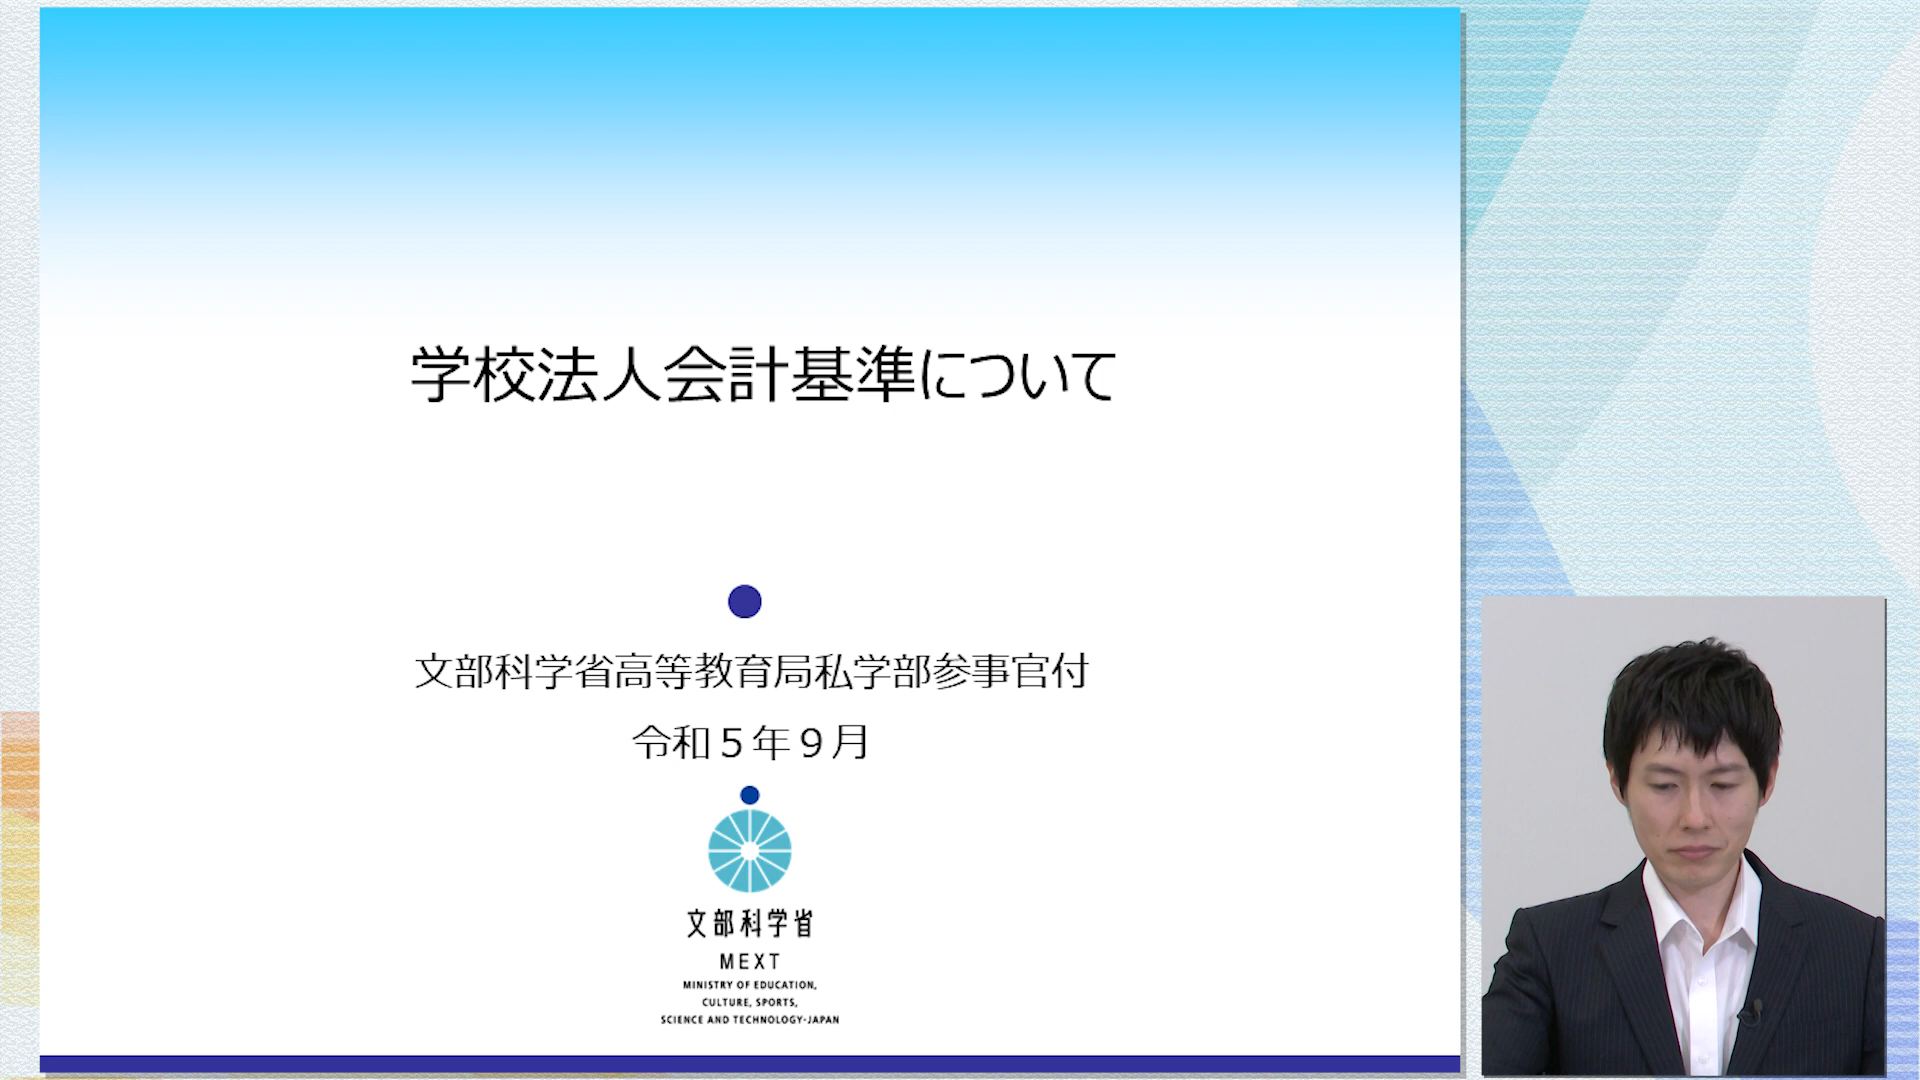 学校法人会計基準について
文部科学省高等教育局私学部参事官付
令和５年９月
文部科学省
MEXT
MINISTRY OF EDUCATION,
CULTURE, SPORTS,
SCIENCE AND TECHNOLOGY-JAPAN